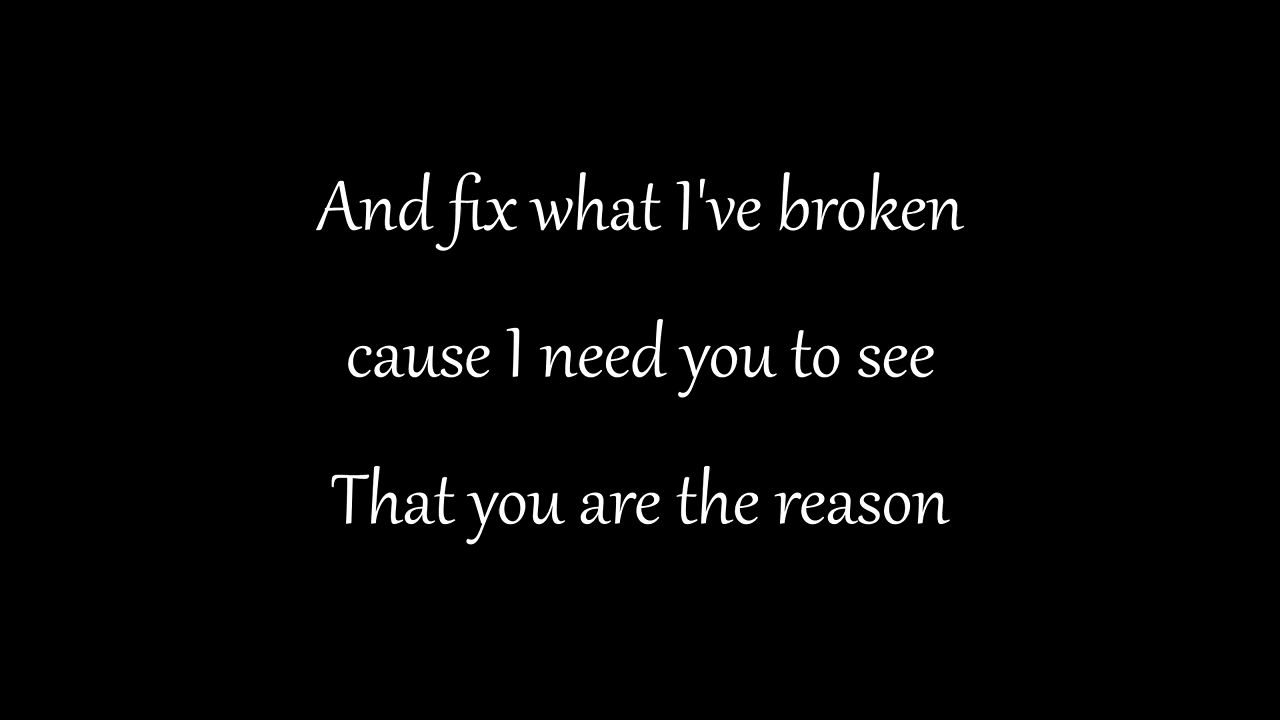 And fix what I've broken
cause I need you to see
That you are the reason